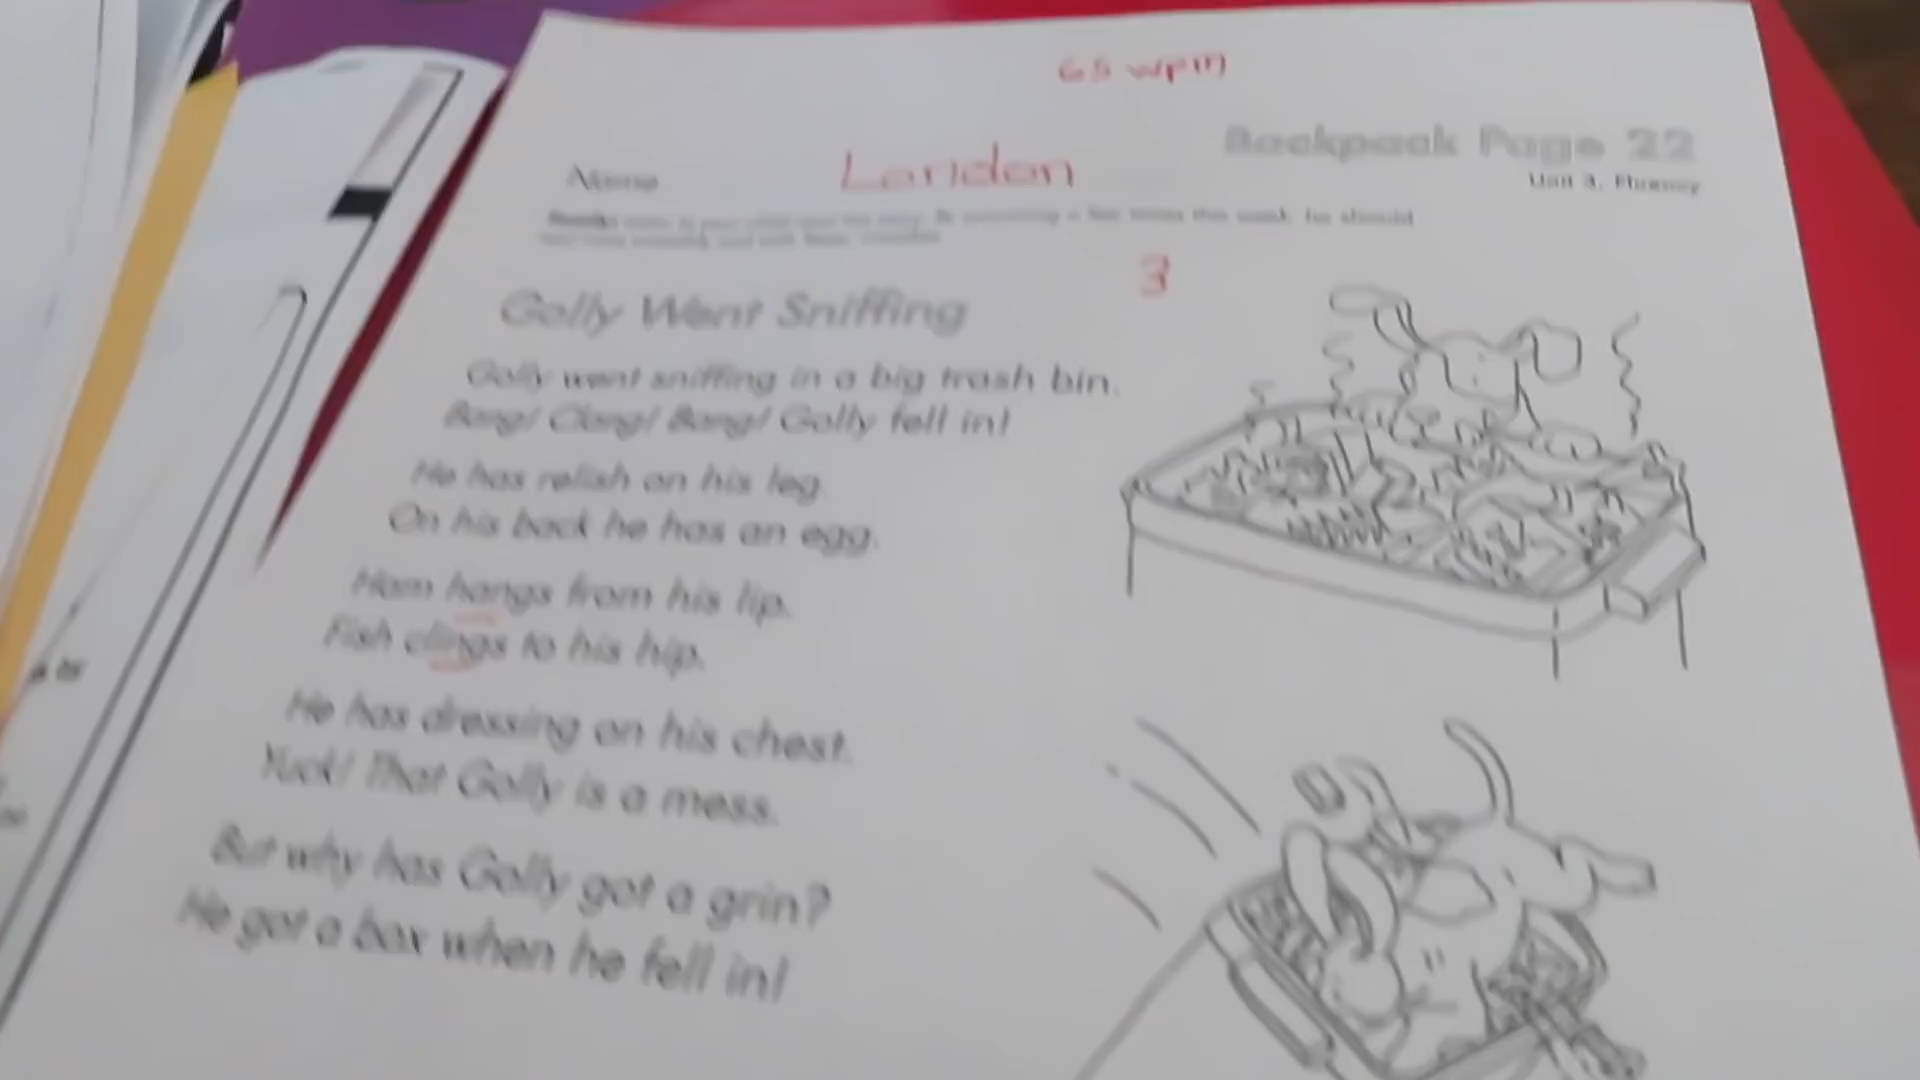 65 wpm
Backpack Page 22
Name London
Unit 3, Fluency
he should
3
Golly Went Sniffing
Golly went sniffing in a big trash bin.
Bang! Clang! Bang! Golly fell in!
He has relish on his leg.
On his back he has an egg.
Ham hangs from his lip.
Fish clings to his hip.
He has dressing on his chest.
Yuck! That Golly is a mess.
But why has Golly got a grin?
He got a box when he fell in!